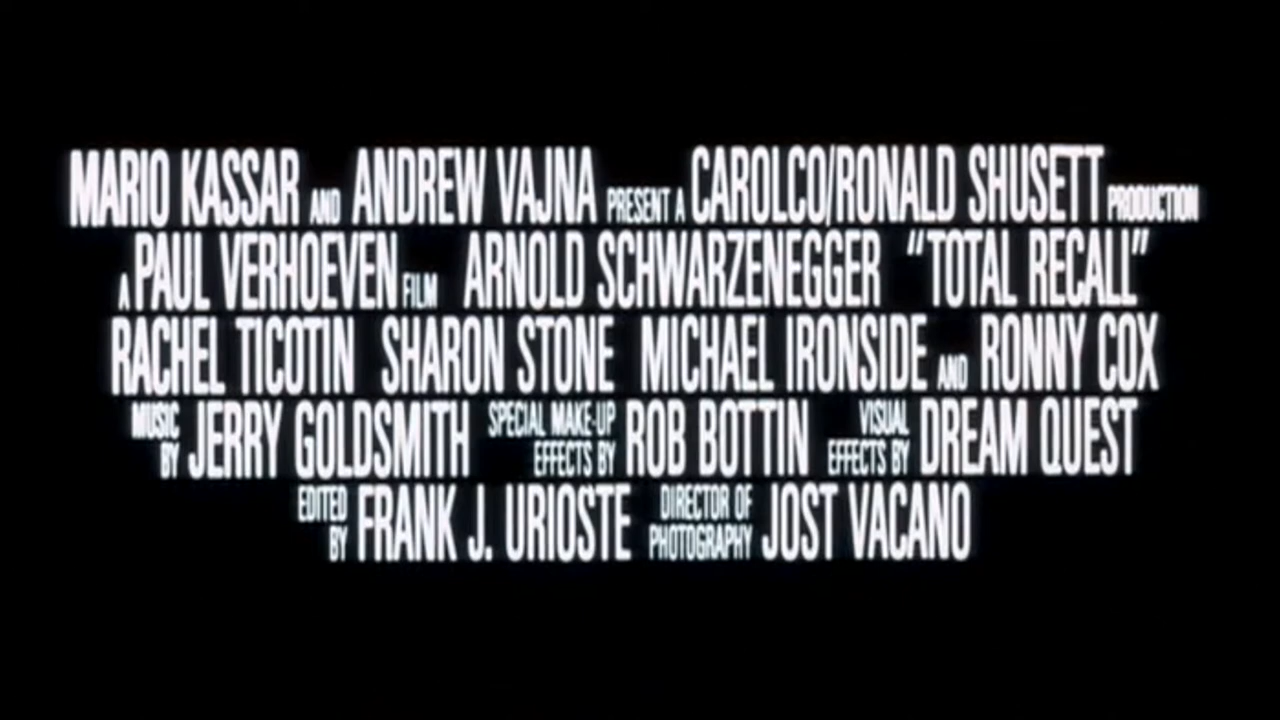 MARIO KASSAR AND ANDREW VAJNA PRESENT A CAROLCO/RONALD SHUSETT PRODUCTION
A PAUL VERHOEVEN FILM ARNOLD SCHWARZENEGGER “TOTAL RECALL”
RACHEL TICOTIN SHARON STONE MICHAEL IRONSIDE AND RONNY COX
MUSIC BY JERRY GOLDSMITH SPECIAL MAKE-UP EFFECTS BY ROB BOTTIN VISUAL EFFECTS BY DREAM QUEST
EDITED BY FRANK J. URIOSTE DIRECTOR OF PHOTOGRAPHY JOST VACANO